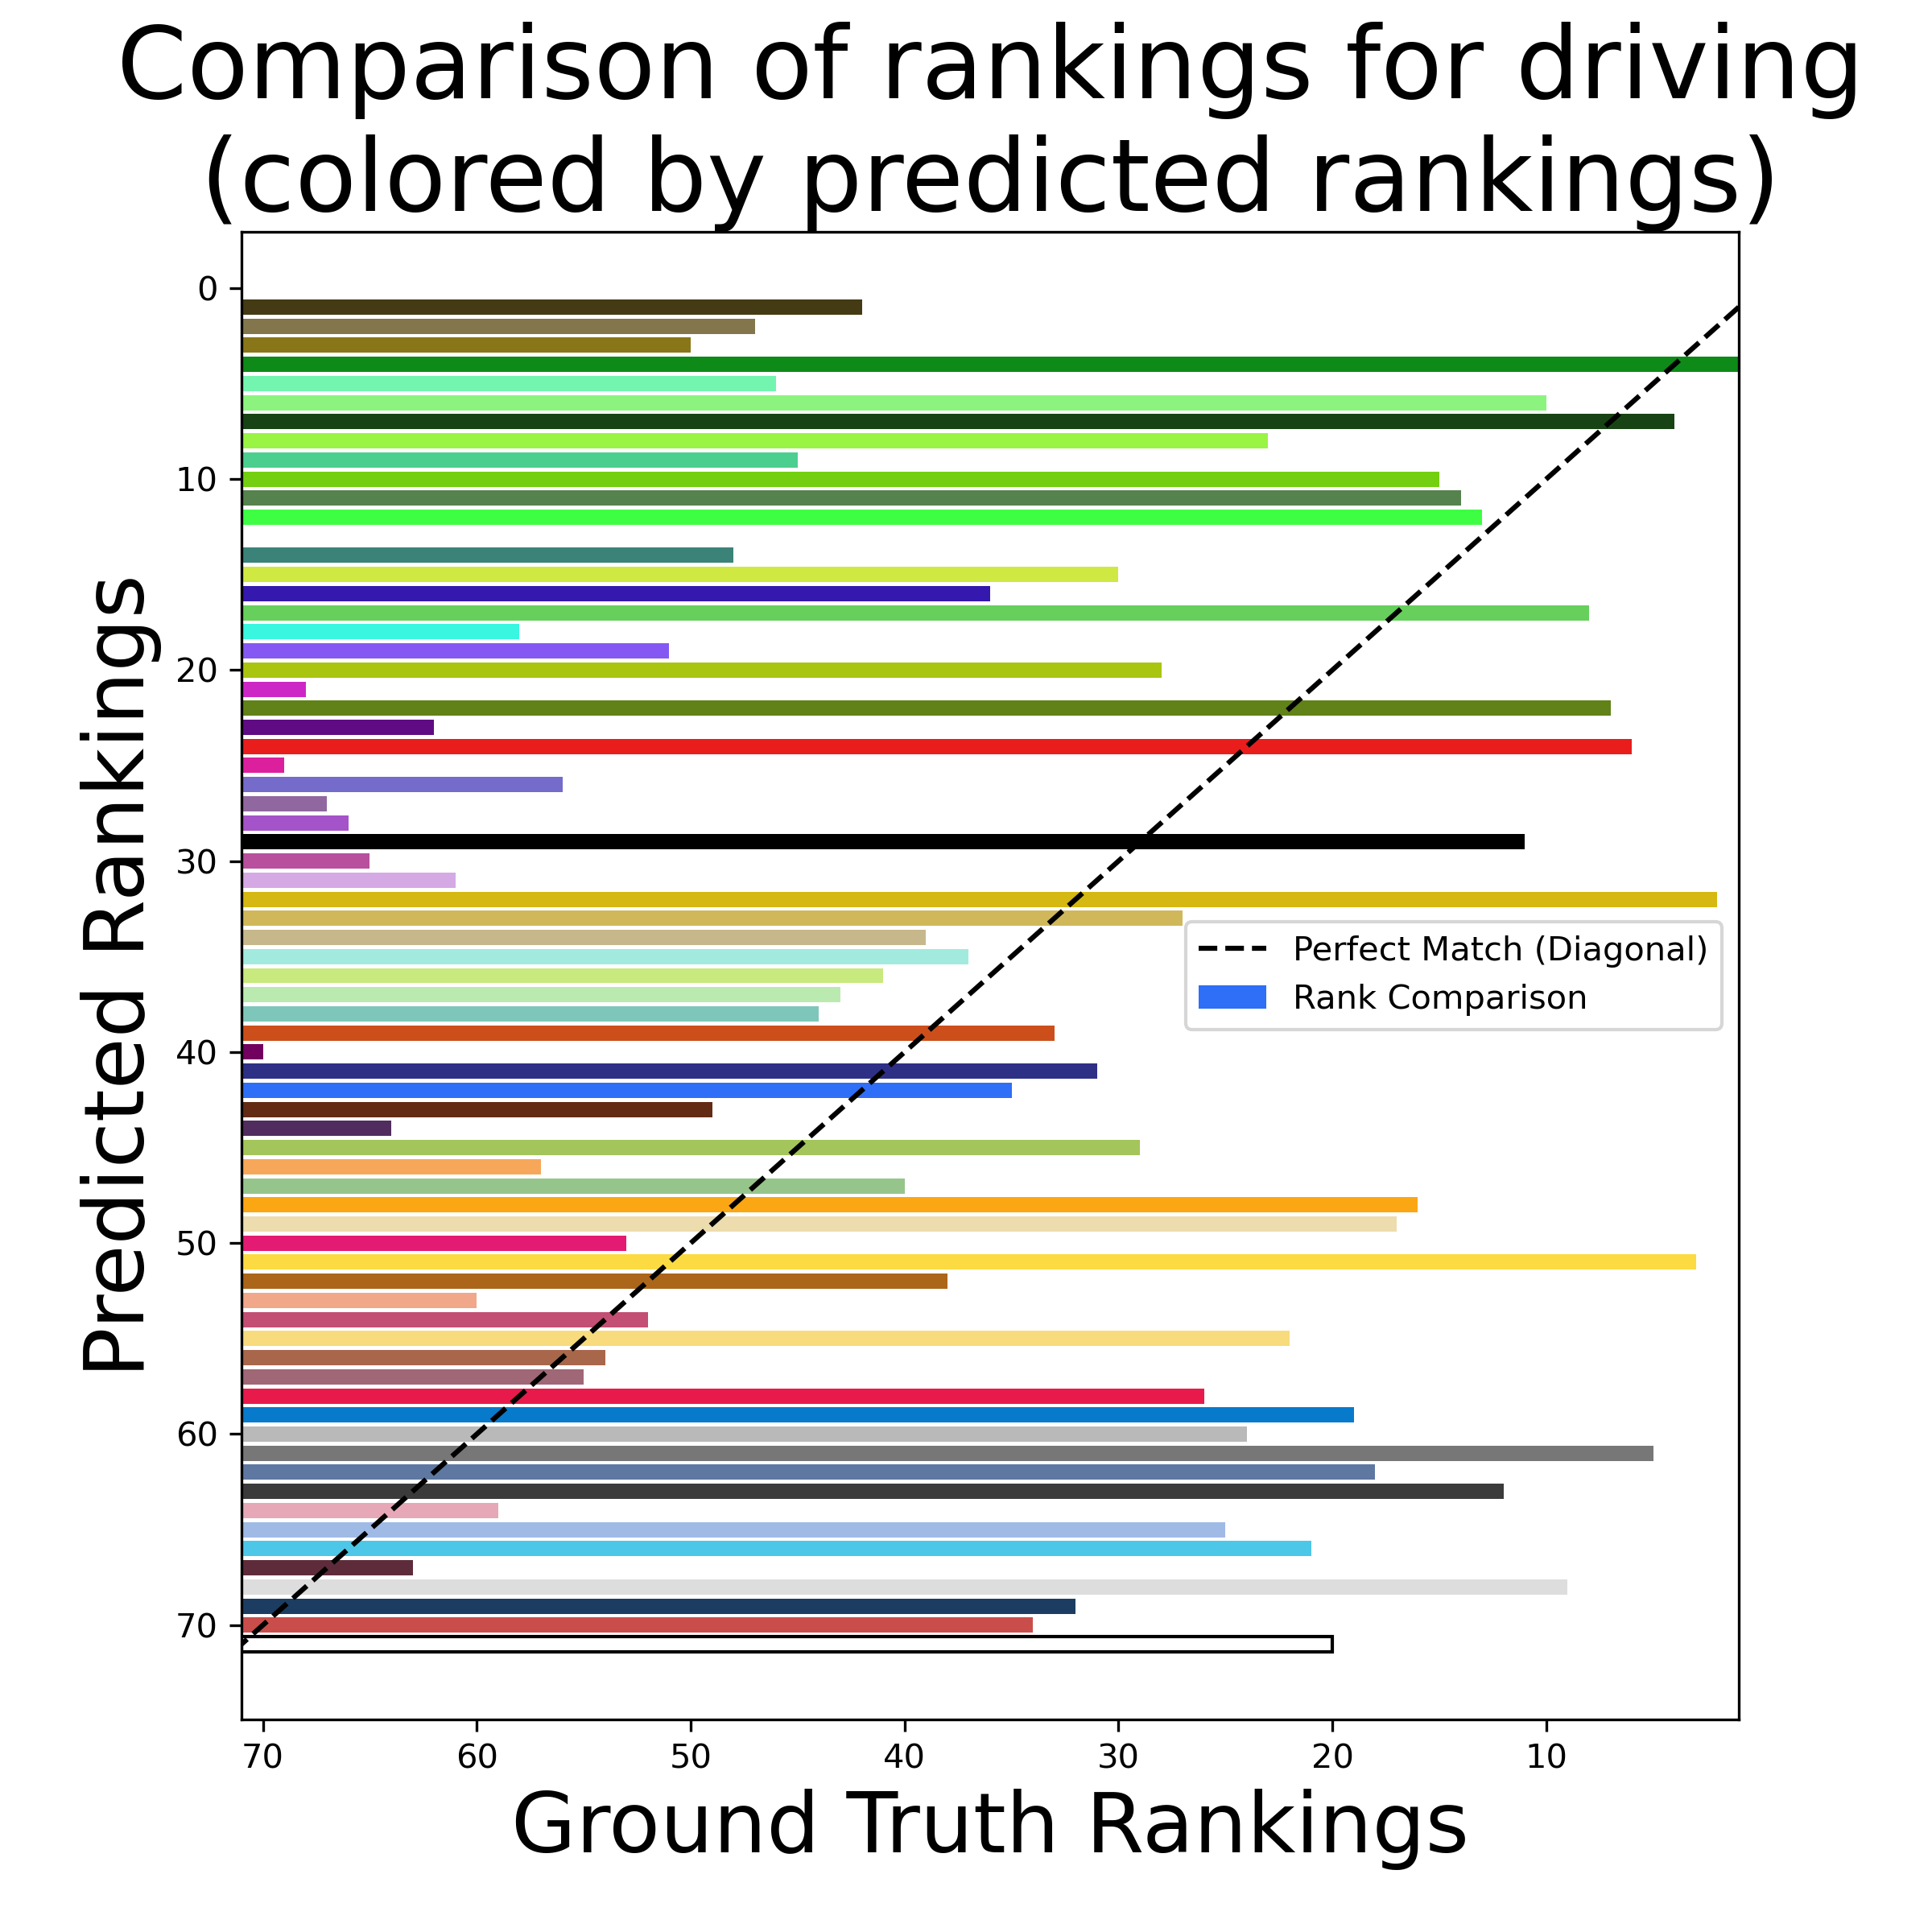 Comparison of rankings for driving
(colored by predicted rankings)
Predicted Rankings
0
10
20
30
40
50
60
70
Perfect Match (Diagonal)
Rank Comparison
70 60 50 40 30 20 10
Ground Truth Rankings